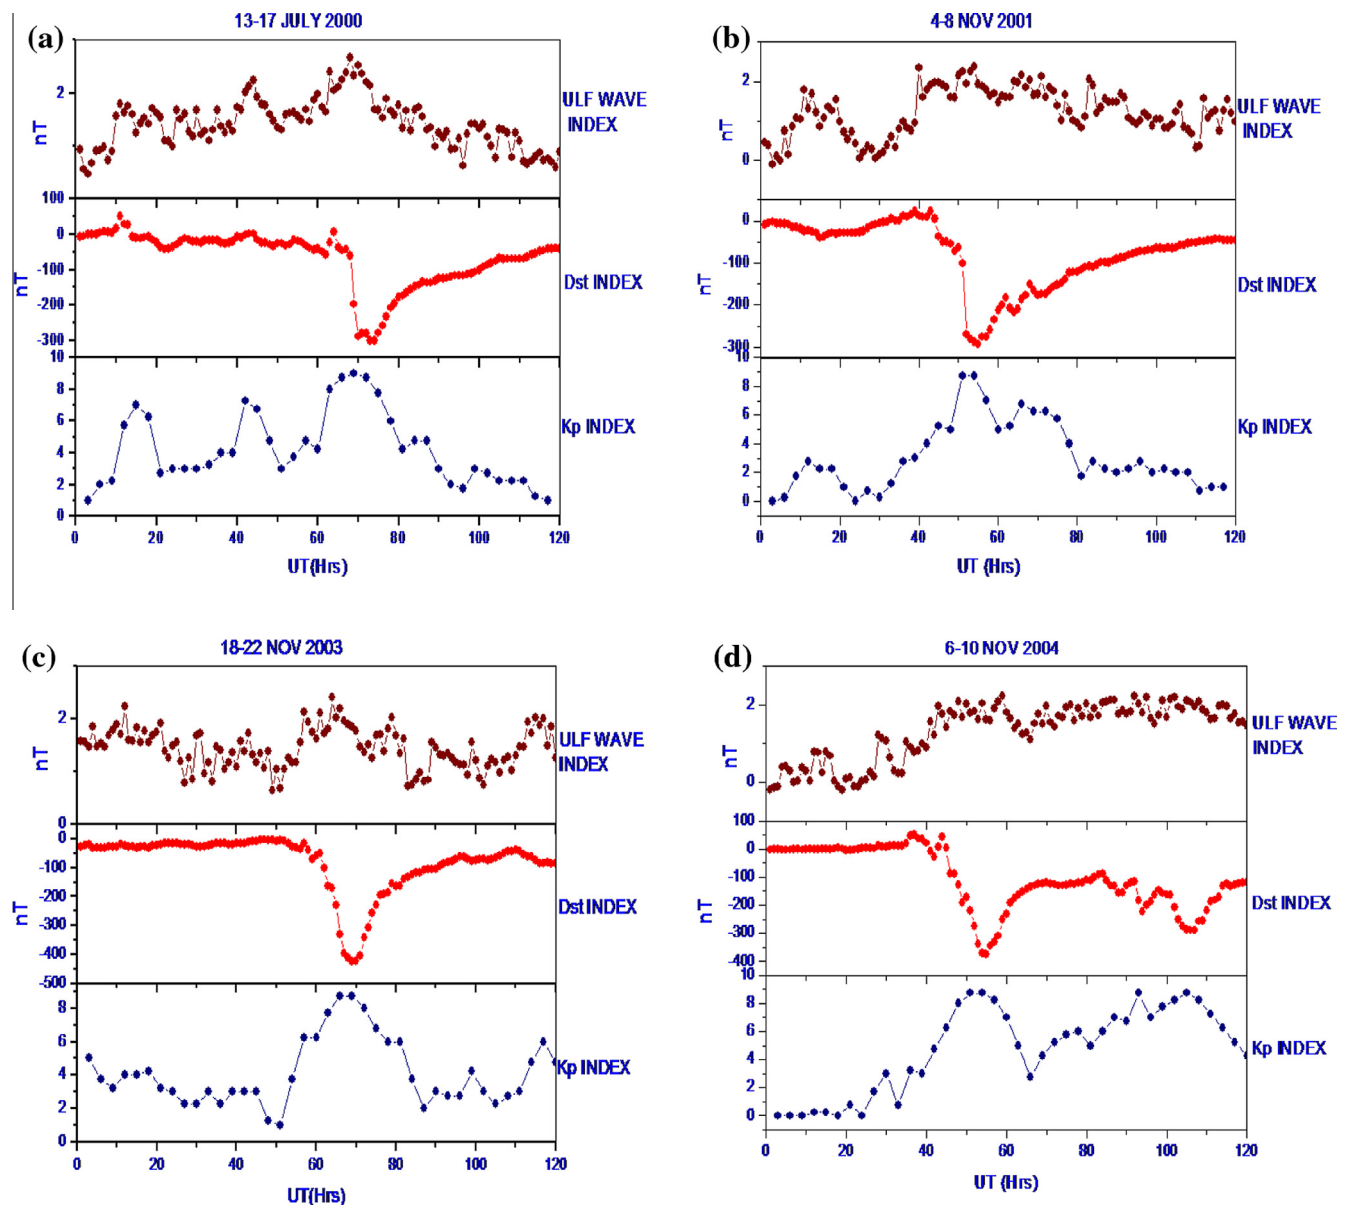 (a)
13-17 JULY 2000
nT
2
ULF WAVE
INDEX
100
0
-100
-200
-300
nT
Dst INDEX
10
8
6
4
2
0
Kp INDEX
0 20 40 60 80 100 120
UT(Hrs)
(b)
4-8 NOV 2001
nT
2
0
ULF WAVE
INDEX
0
-100
-200
-300
nT
Dst INDEX
10
8
6
4
2
0
Kp INDEX
0 20 40 60 80 100 120
UT (Hrs)
(c)
18-22 NOV 2003
nT
2
0
ULF WAVE
INDEX
0
-100
-200
-300
-400
-500
nT
Dst INDEX
8
6
4
2
0
Kp INDEX
0 20 40 60 80 100 120
UT(Hrs)
(d)
6-10 NOV 2004
nT
2
0
ULF WAVE
INDEX
100
0
-100
-200
-300
-400
nT
Dst INDEX
10
8
6
4
2
0
Kp INDEX
0 20 40 60 80 100 120
UT (Hrs)